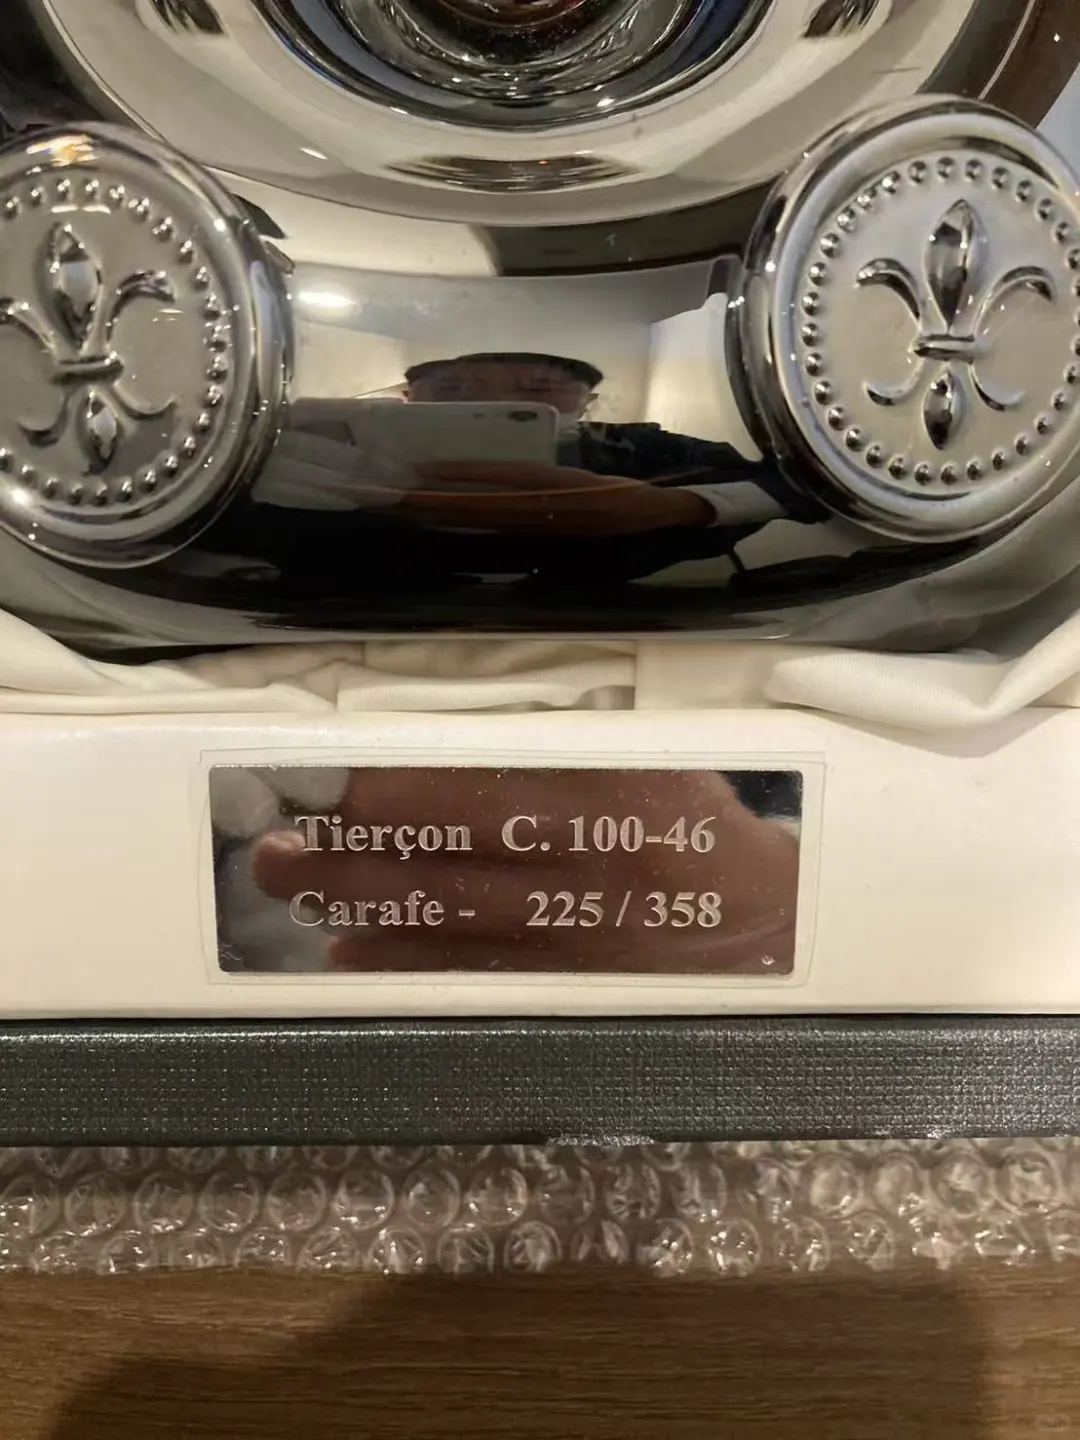 Tierçon C. 100-46
Carafe - 225 / 358